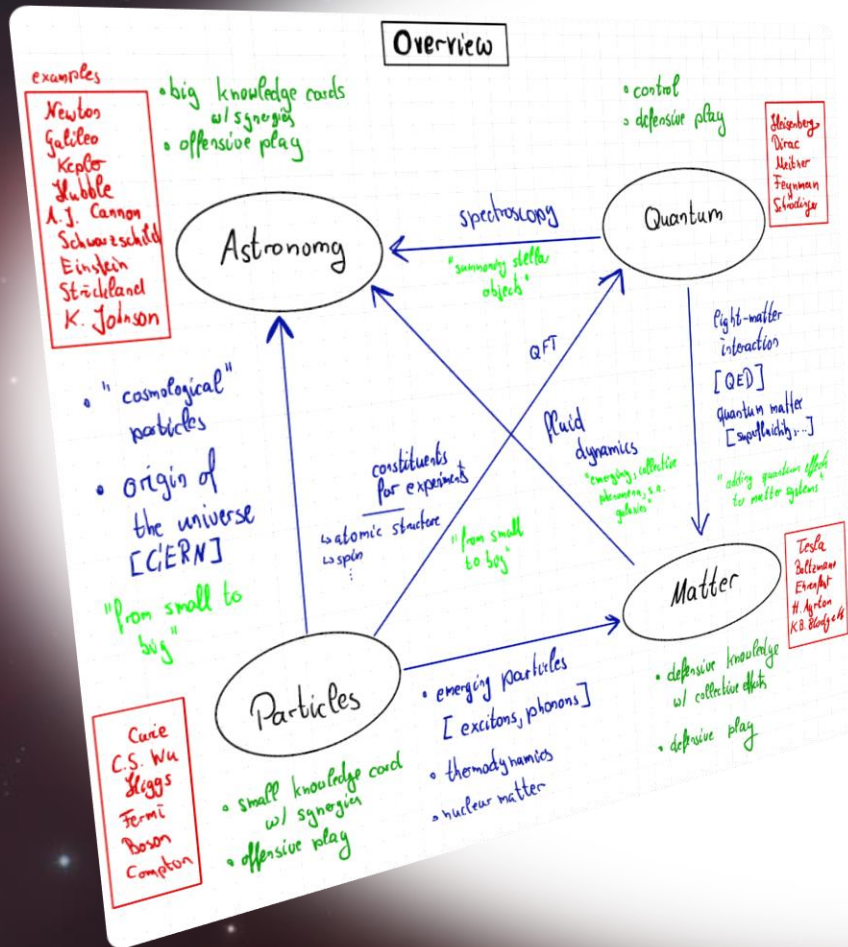 Overview
examples
Newton
Galileo
Kepler
Hubble
A. J. Cannon
Schwarzschild
Einstein
Strickland
K. Johnson
• big knowledge cards
w/ synergies
• offensive play
• control
• defensive play
Heisenberg
Dirac
Meitner
Feynman
Schrödinger
Astronomy
spectroscopy
"summoning stella
objects"
Quantum
• "cosmological"
particles
• origin of
the universe
[CERN]
"from small to
big"
QFT
constituents
for experiments
↳ atomic structure
↳ spin
⋮
"from small
to big"
fluid
dynamics
"emerging, collective
phenomena, s.a.
galaxies"
light-matter
interaction
[QED]
quantum matter
[superfluidity,...]
"adding quantum effects
to matter systems"
Matter
Tesla
Boltzmann
Ehrenfest
H. Ayrton
K.B. Blodgett
• defensive knowledge
w/ collective effects
• defensive play
Particles
• emerging particles
[excitons, phonons]
• thermodynamics
• nuclear matter
Curie
C.S. Wu
Higgs
Fermi
Boson
Compton
• small knowledge card
w/ synergies
• offensive play